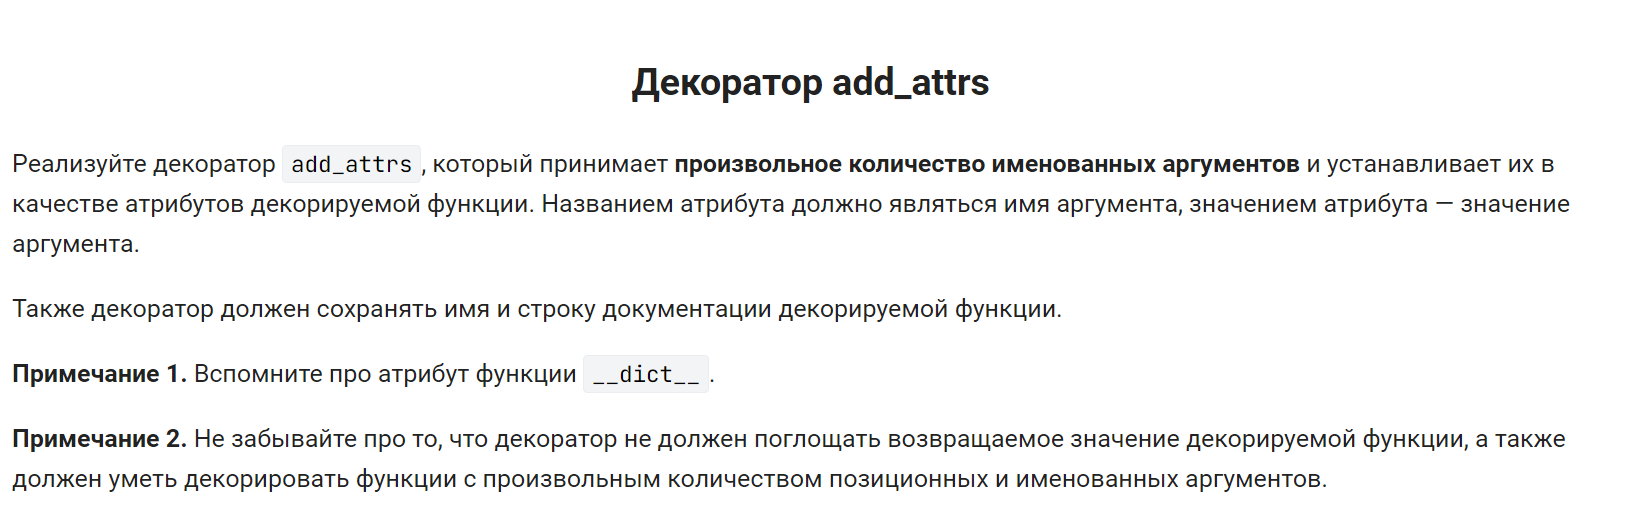 Декоратор add_attrs
Реализуйте декоратор add_attrs, который принимает произвольное количество именованных аргументов и устанавливает их в
качестве атрибутов декорируемой функции. Названием атрибута должно являться имя аргумента, значением атрибута — значение
аргумента.
Также декоратор должен сохранять имя и строку документации декорируемой функции.
Примечание 1. Вспомните про атрибут функции __dict__.
Примечание 2. Не забывайте про то, что декоратор не должен поглощать возвращаемое значение декорируемой функции, а также
должен уметь декорировать функции с произвольным количеством позиционных и именованных аргументов.